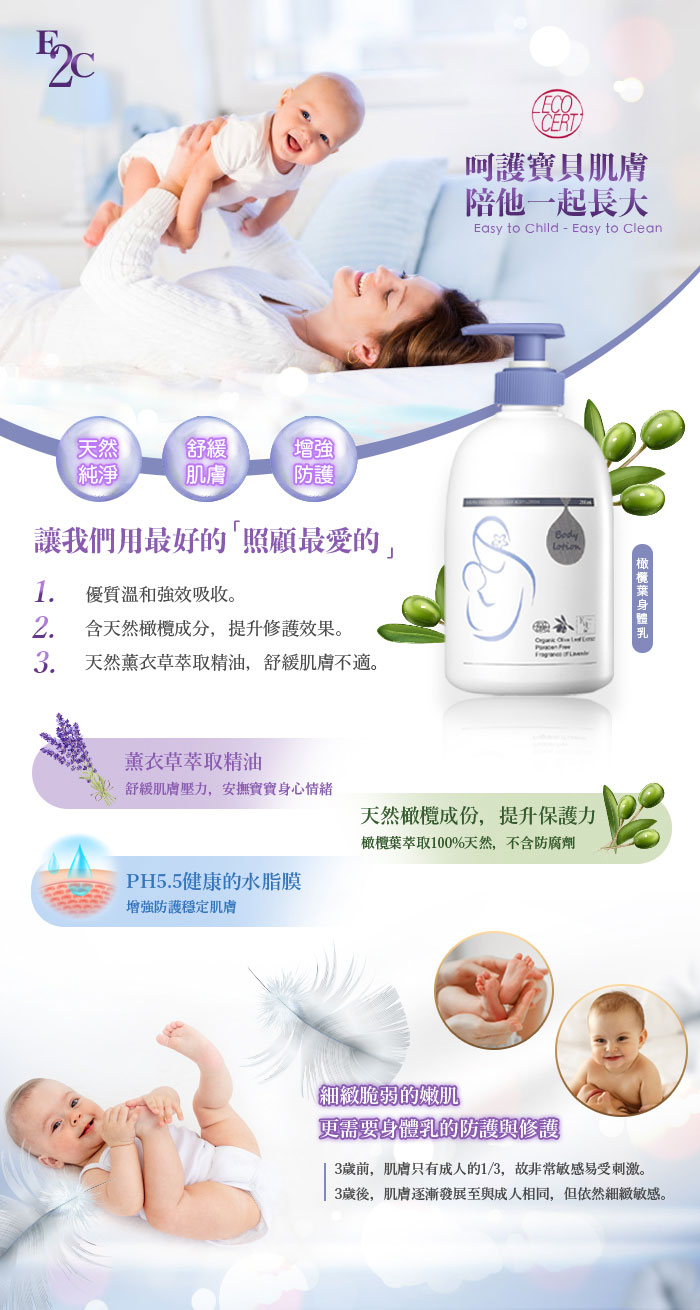 E2C
ECO
CERT
呵護寶貝肌膚
陪他一起長大
Easy to Child - Easy to Clean
天然
純淨
舒緩
肌膚
增強
防護
讓我們用最好的「照顧最愛的」
1. 優質溫和強效吸收。
2. 含天然橄欖成分，提升修護效果。
3. 天然薰衣草萃取精油，舒緩肌膚不適。
Body
Lotion
Organic Olive Leaf Extract
Paraben Free
Fragrance of Lavender
橄欖葉身體乳
薰衣草萃取精油
舒緩肌膚壓力，安撫寶寶身心情緒
天然橄欖成份，提升保護力
橄欖葉萃取100%天然，不含防腐劑
PH5.5健康的水脂膜
增強防護穩定肌膚
細緻脆弱的嫩肌
更需要身體乳的防護與修護
3歲前，肌膚只有成人的1/3，故非常敏感易受刺激。
3歲後，肌膚逐漸發展至與成人相同，但依然細緻敏感。